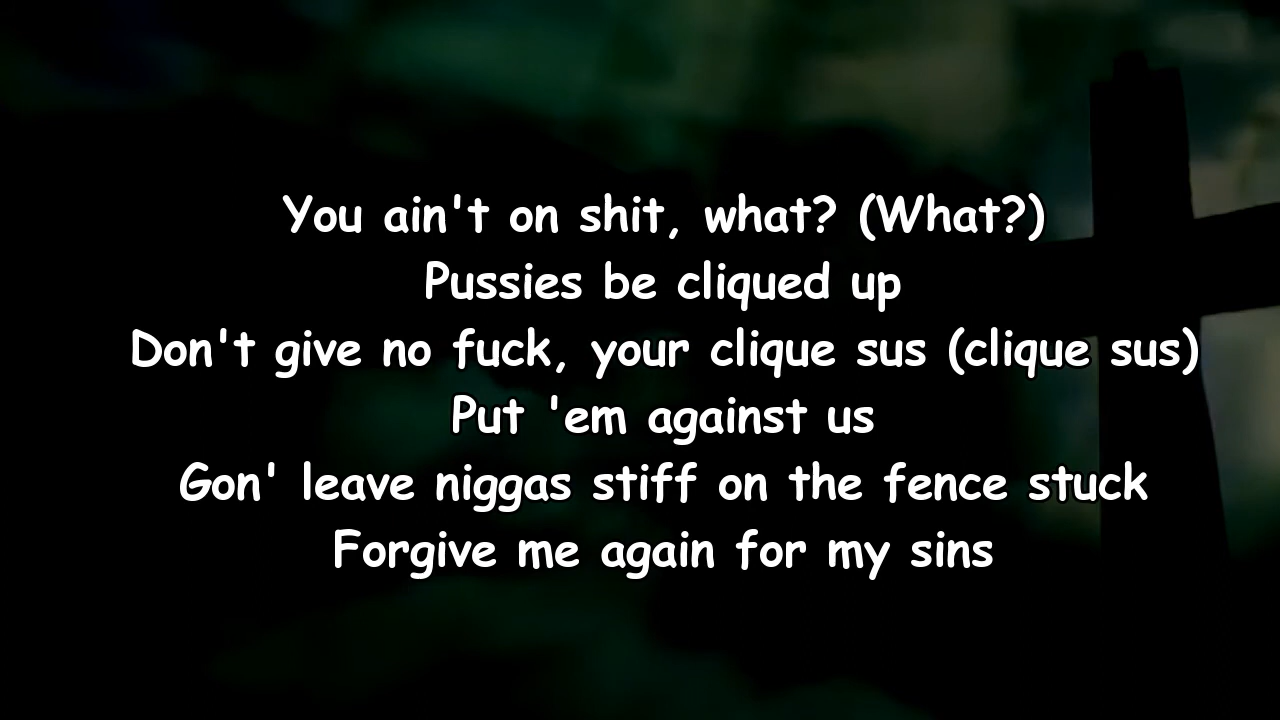 You ain't on shit, what? (What?)
Pussies be cliqued up
Don't give no fuck, your clique sus (clique sus)
Put 'em against us
Gon' leave niggas stiff on the fence stuck
Forgive me again for my sins